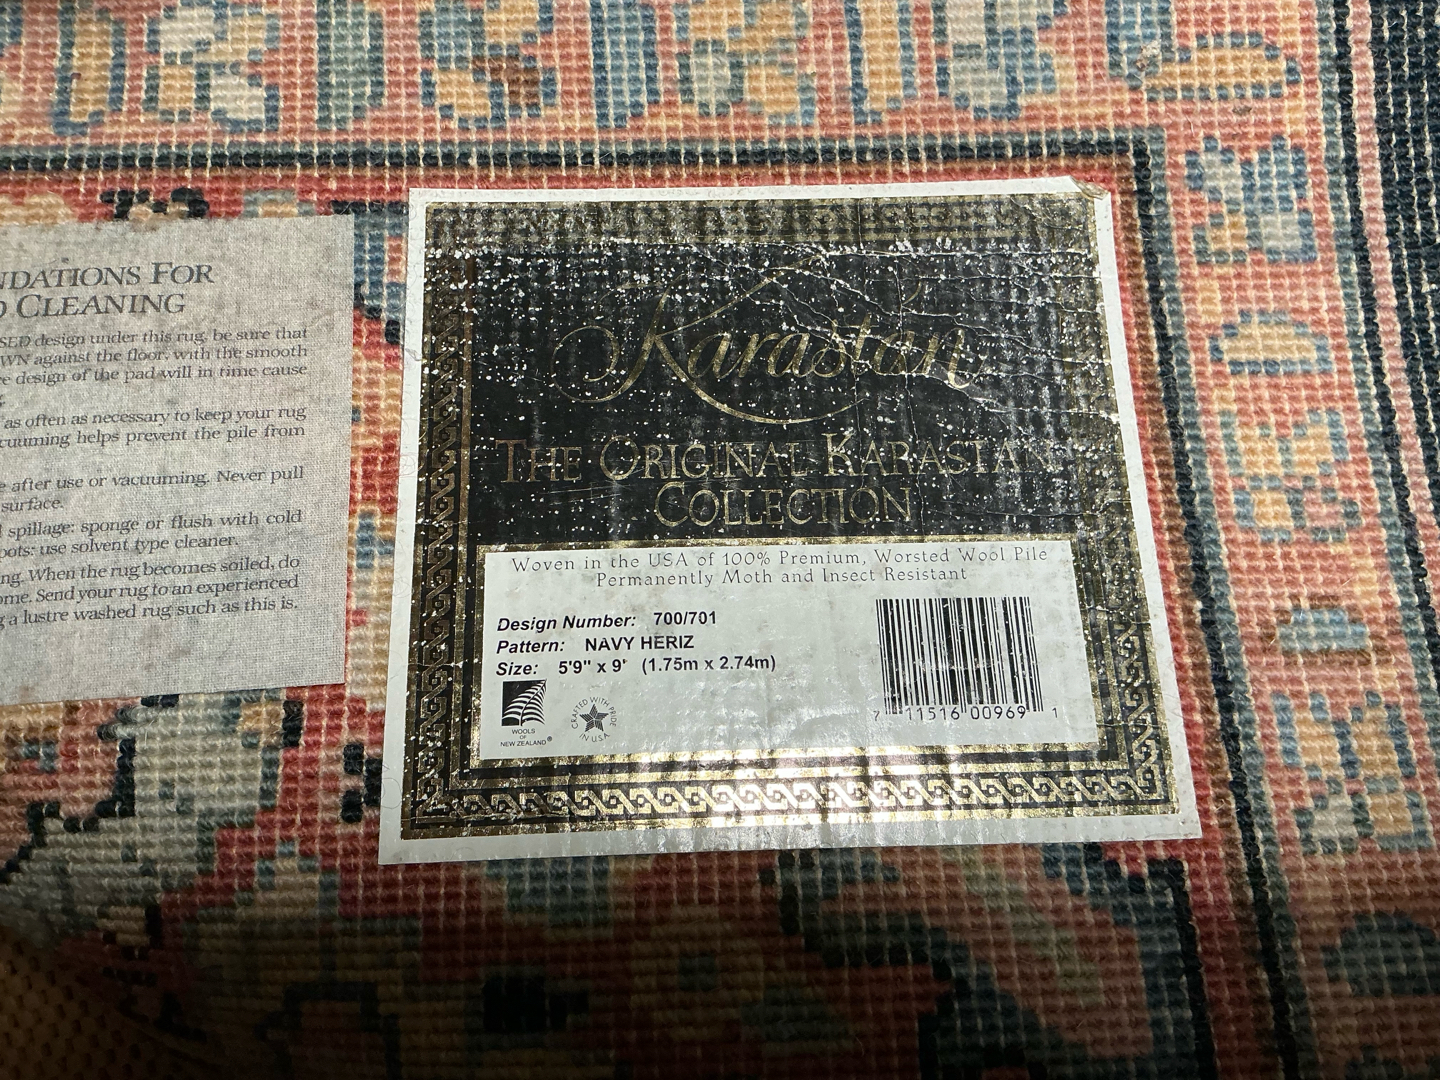 NDATIONS FOR
D CLEANING
SED design under this rug, be sure that
WN against the floor, with the smooth
e design of the pad will in time cause
as often as necessary to keep your rug
cuuming helps prevent the pile from
e after use or vacuuming. Never pull
surface.
spillage: sponge or flush with cold
pots: use solvent type cleaner.
ng. When the rug becomes soiled, do
ome. Send your rug to an experienced
g a lustre washed rug such as this is.
Karastan
THE ORIGINAL KARASTAN
COLLECTION
Woven in the USA of 100% Premium, Worsted Wool Pile
Permanently Moth and Insect Resistant
Design Number: 700/701
Pattern: NAVY HERIZ
Size: 5'9" x 9' (1.75m x 2.74m)
WOOLS
OF
NEW ZEALAND®
CRAFTED WITH PRIDE
IN USA
7 11516 00969 1